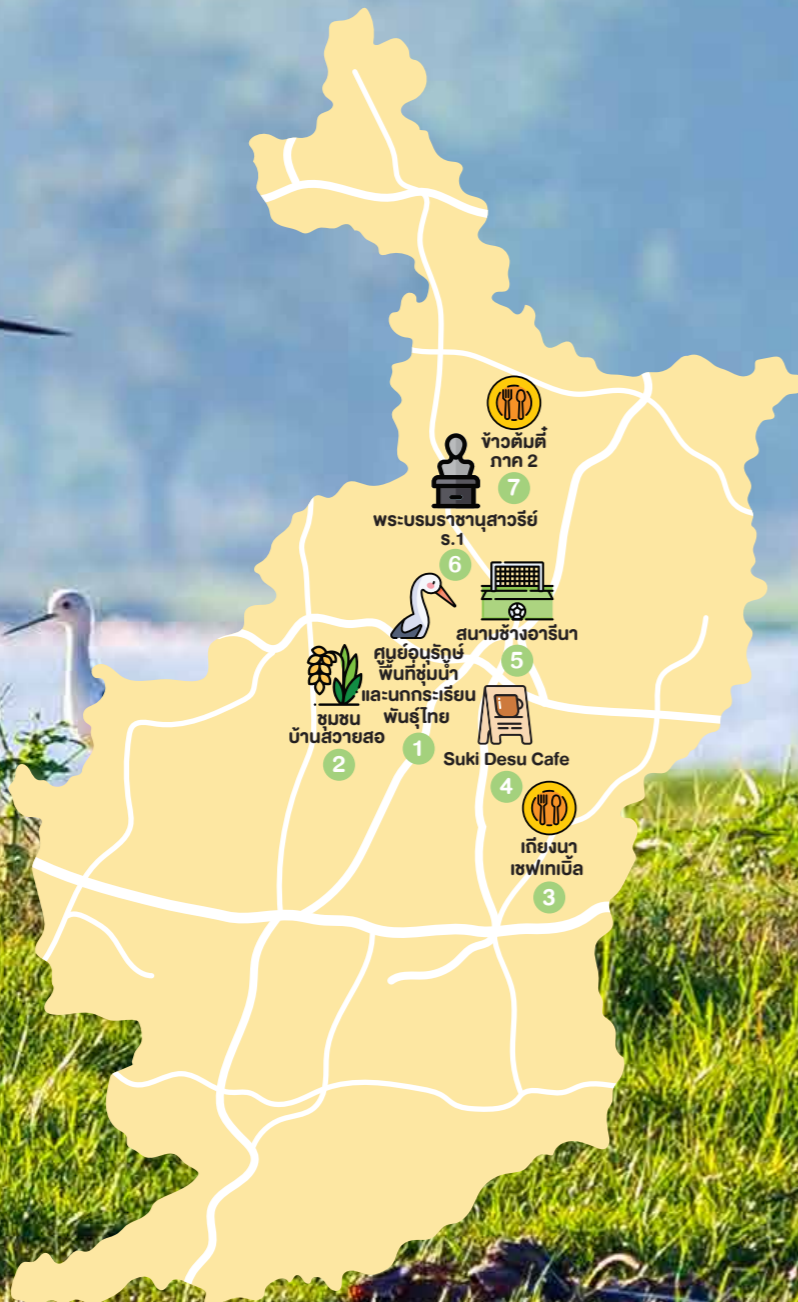 ข้าวต้มตี๋
ภาค 2
7
พระบรมราชานุสาวรีย์
ร.1
6
สนามช้างอารีนา
5
ศูนย์อนุรักษ์
พื้นที่ชุ่มน้ำ
และนกกระเรียน
พันธุ์ไทย
1
ชุมชน
บ้านสวายสอ
2
Suki Desu Cafe
4
เถียงนา
เชฟเทเบิ้ล
3